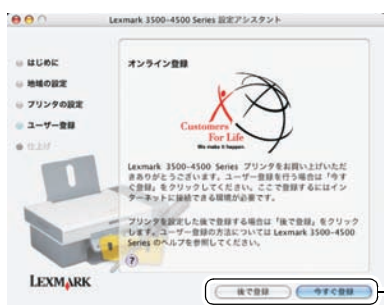 Lexmark 3500-4500 Series 設定アシスタント
はじめに
地域の設定
プリンタの設定
ユーザー登録
仕上げ
オンライン登録
Customers
For Life
We make it happen.
Lexmark 3500-4500 Series プリンタをお買い上げいただ
きありがとうございます。ユーザー登録を行う場合は「今す
ぐ登録」をクリックしてください。ここで登録するにはイン
ターネットに接続できる環境が必要です。
プリンタを設定した後で登録する場合は「後で登録」をクリック
します。ユーザー登録の方法については Lexmark 3500-4500
Series のヘルプを参照してください。
?
LEXMARK
後で登録
今すぐ登録